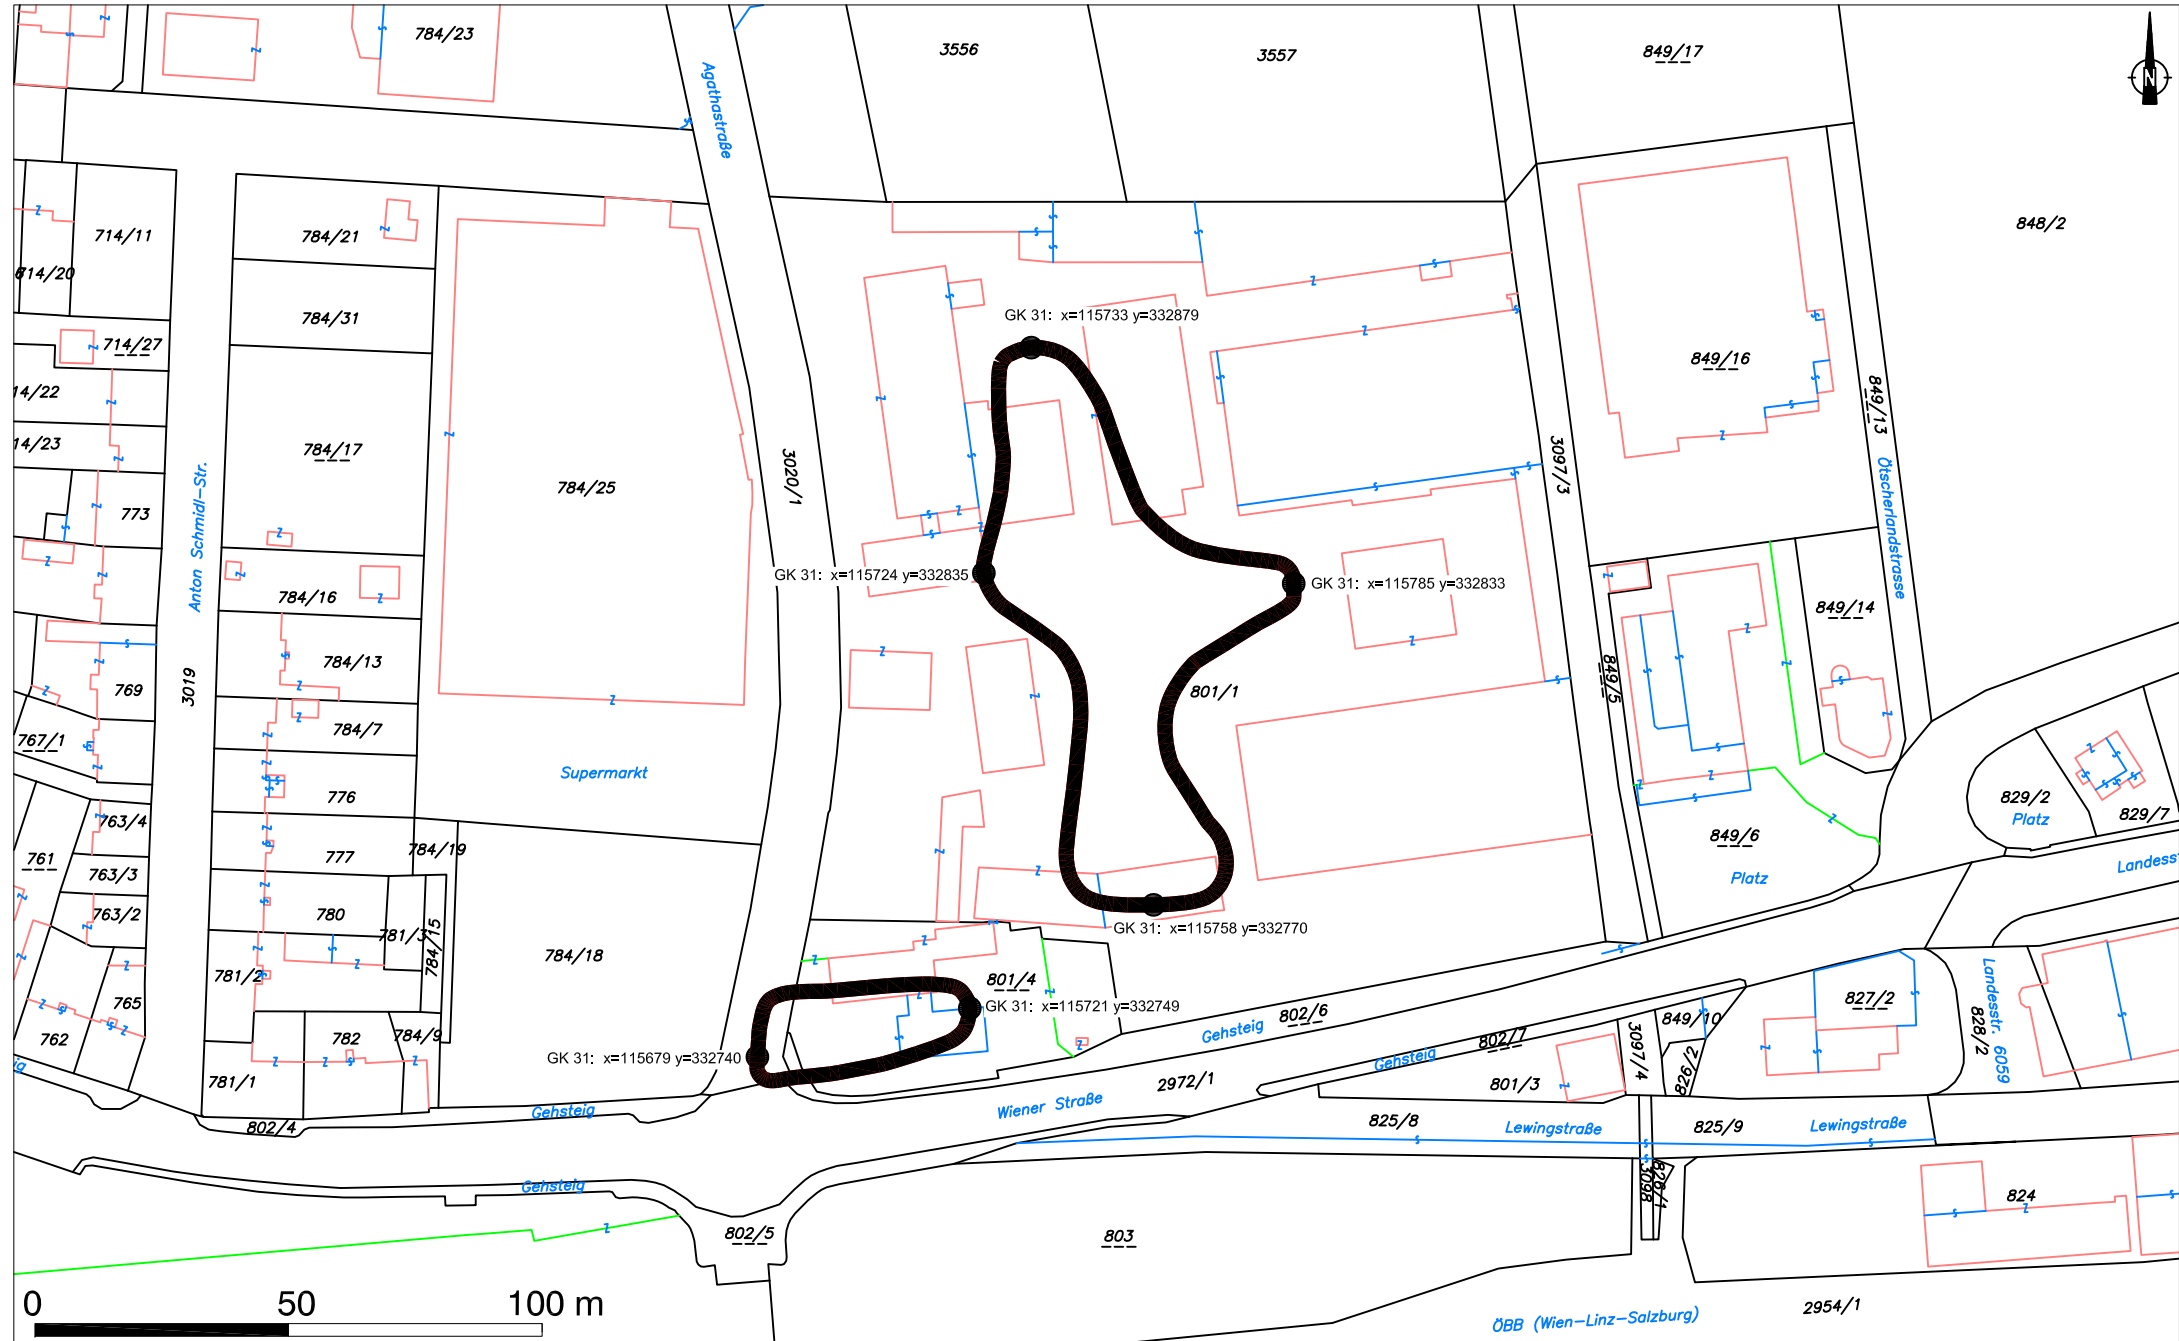 784/23
3556
3557
849/17
N
Agathastraße
714/11
784/21
848/2
614/20
784/31
GK 31: x=115733 y=332879
714/27
849/16
14/22
849/13
14/23
784/17
3020/1
3097/3
784/25
773
Anton Schmidl-Str.
Ötscherlandstrasse
GK 31: x=115724 y=332835
GK 31: x=115785 y=332833
784/16
849/14
784/13
3019
769
849/5
801/1
784/7
767/1
Supermarkt
776
829/2
Platz
829/7
763/4
777
784/19
849/6
761
763/3
Platz
Landess
763/2
780
781/3
784/15
GK 31: x=115758 y=332770
784/18
781/2
801/4
765
GK 31: x=115721 y=332749
827/2
Landesstr. 6059
828/2
802/6
Gehsteig
849/10
762
782
784/9
802/7
Gehsteig
3097/4
826/2
GK 31: x=115679 y=332740
ig
781/1
2972/1
801/3
Wiener Straße
Gehsteig
802/4
825/8
Lewingstraße
825/9
Lewingstraße
Gehsteig
3098
826/1
824
802/5
803
0 50 100 m
ÖBB (Wien-Linz-Salzburg)
2954/1